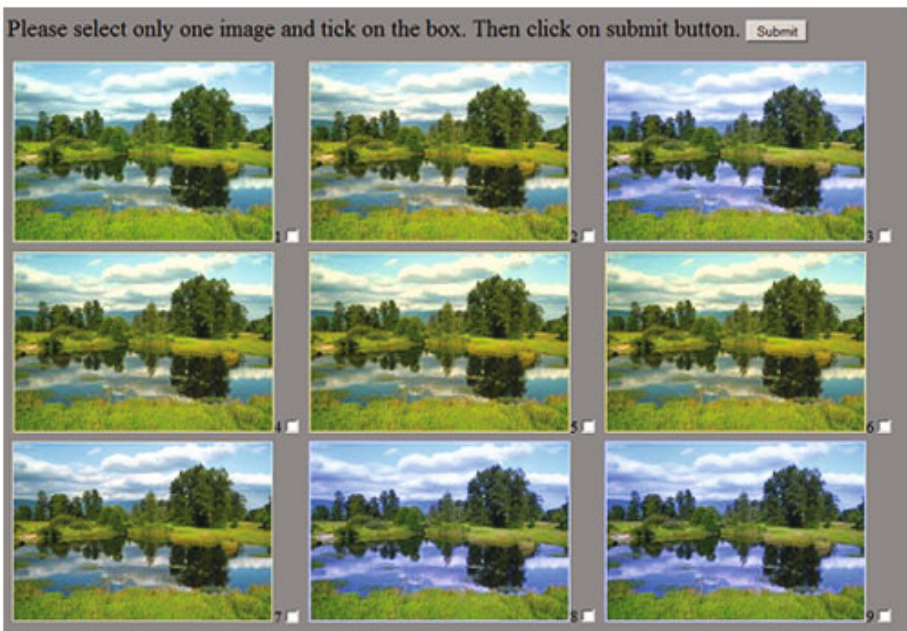 Please select only one image and tick on the box. Then click on submit button. Submit
1 2 3
4 5 6
7 8 9